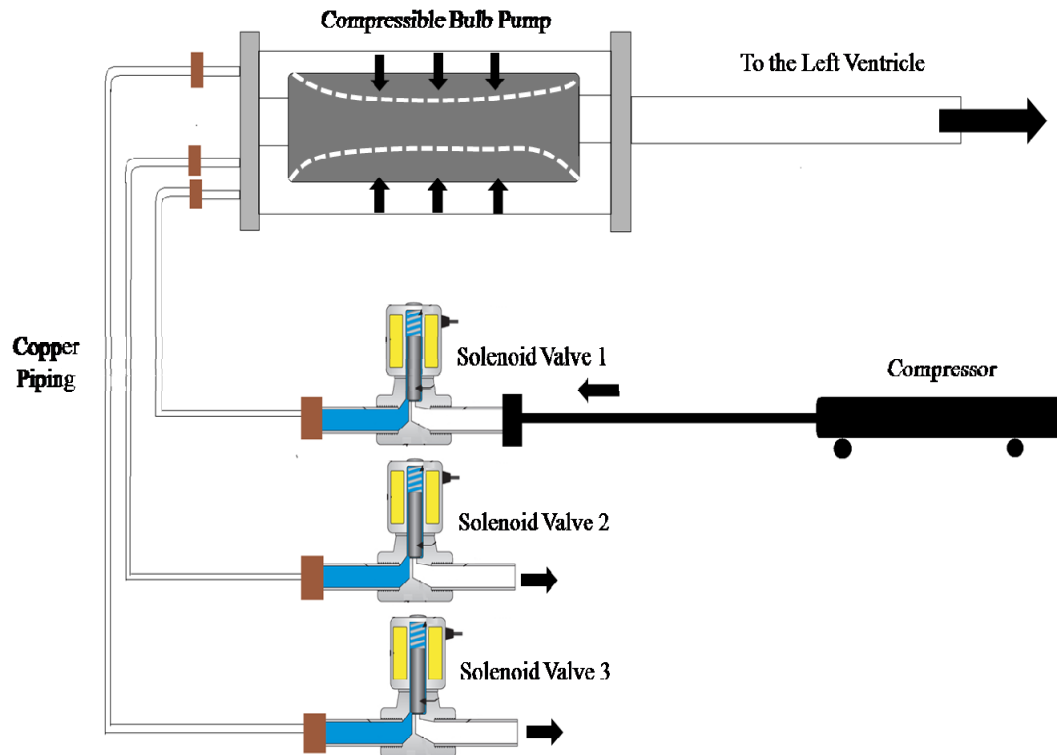 Compressible Bulb Pump
To the Left Ventricle
Solenoid Valve 1
Copper
Piping
Compressor
Solenoid Valve 2
Solenoid Valve 3